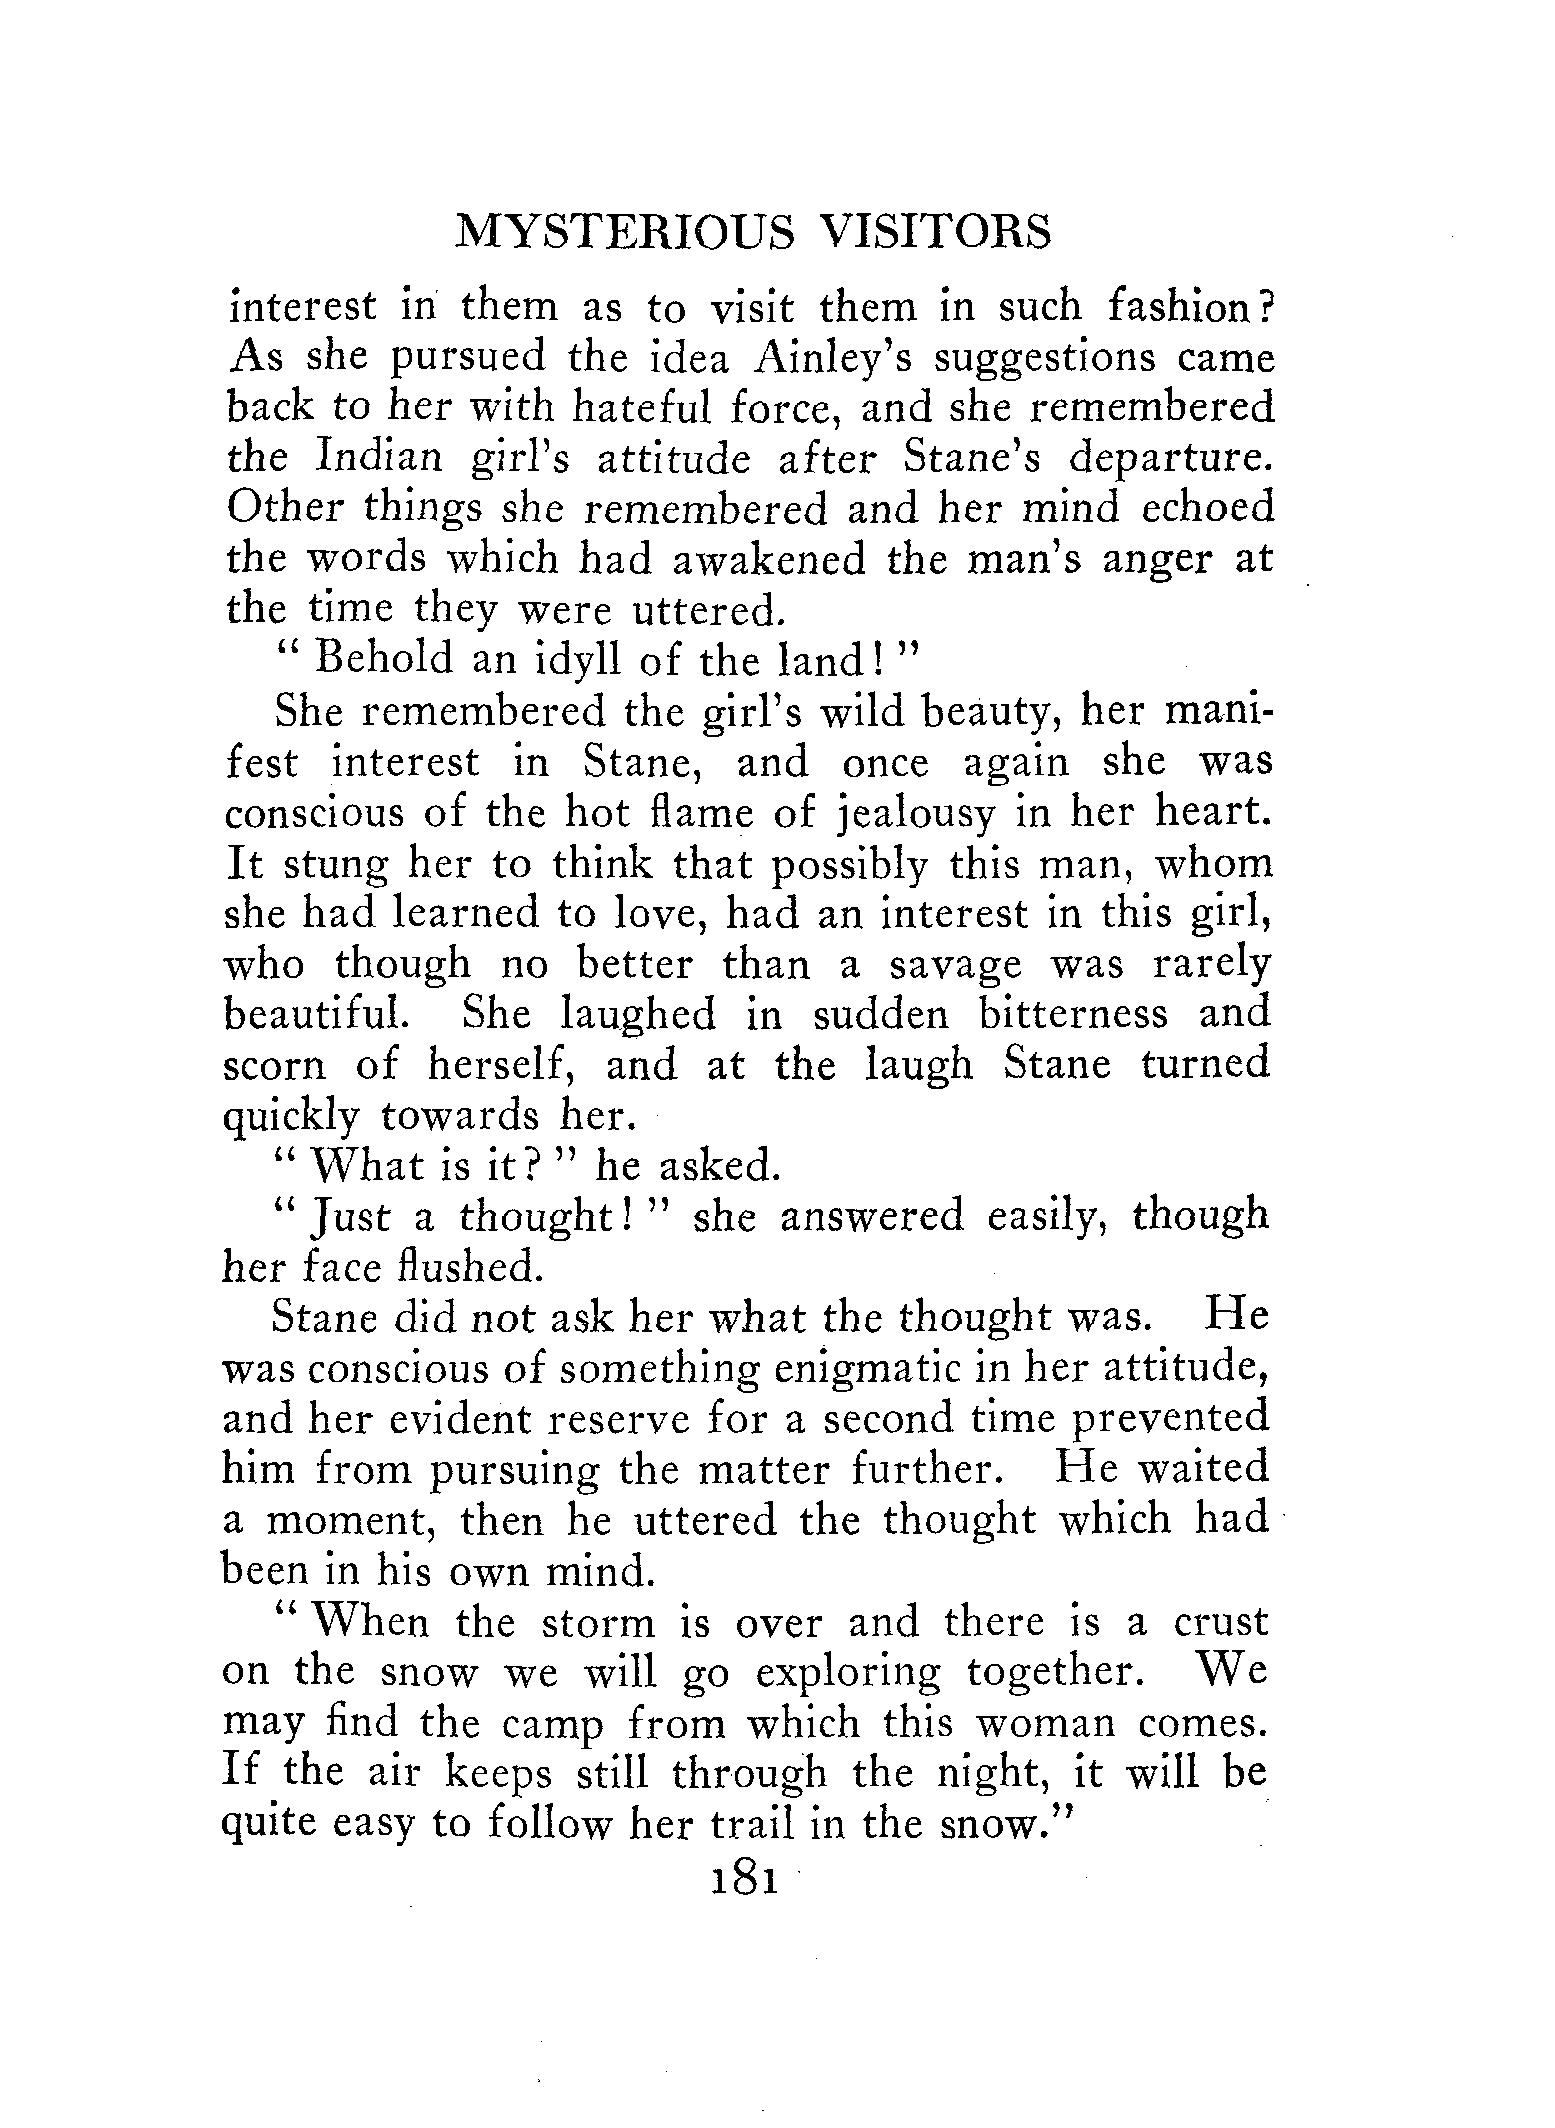 MYSTERIOUS VISITORS
interest in them as to visit them in such fashion?
As she pursued the idea Ainley's suggestions came
back to her with hateful force, and she remembered
the Indian girl's attitude after Stane's departure.
Other things she remembered and her mind echoed
the words which had awakened the man's anger at
the time they were uttered.
" Behold an idyll of the land! "
She remembered the girl's wild beauty, her mani-
fest interest in Stane, and once again she was
conscious of the hot flame of jealousy in her heart.
It stung her to think that possibly this man, whom
she had learned to love, had an interest in this girl,
who though no better than a savage was rarely
beautiful. She laughed in sudden bitterness and
scorn of herself, and at the laugh Stane turned
quickly towards her.
" What is it? " he asked.
" Just a thought! " she answered easily, though
her face flushed.
Stane did not ask her what the thought was. He
was conscious of something enigmatic in her attitude,
and her evident reserve for a second time prevented
him from pursuing the matter further. He waited
a moment, then he uttered the thought which had
been in his own mind.
" When the storm is over and there is a crust
on the snow we will go exploring together. We
may find the camp from which this woman comes.
If the air keeps still through the night, it will be
quite easy to follow her trail in the snow."
181